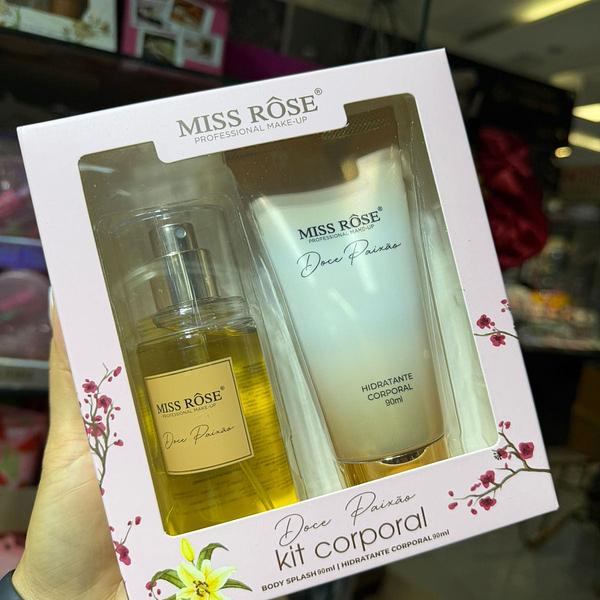 MISS RÔSE®
PROFESSIONAL MAKE-UP
MISS RÔSE®
PROFESSIONAL MAKE-UP
Doce Paixão
MISS RÔSE®
PROFESSIONAL MAKE-UP
Doce Paixão
HIDRATANTE
CORPORAL
90ml
Doce Paixão
kit corporal
BODY SPLASH 90ml | HIDRATANTE CORPORAL 90ml